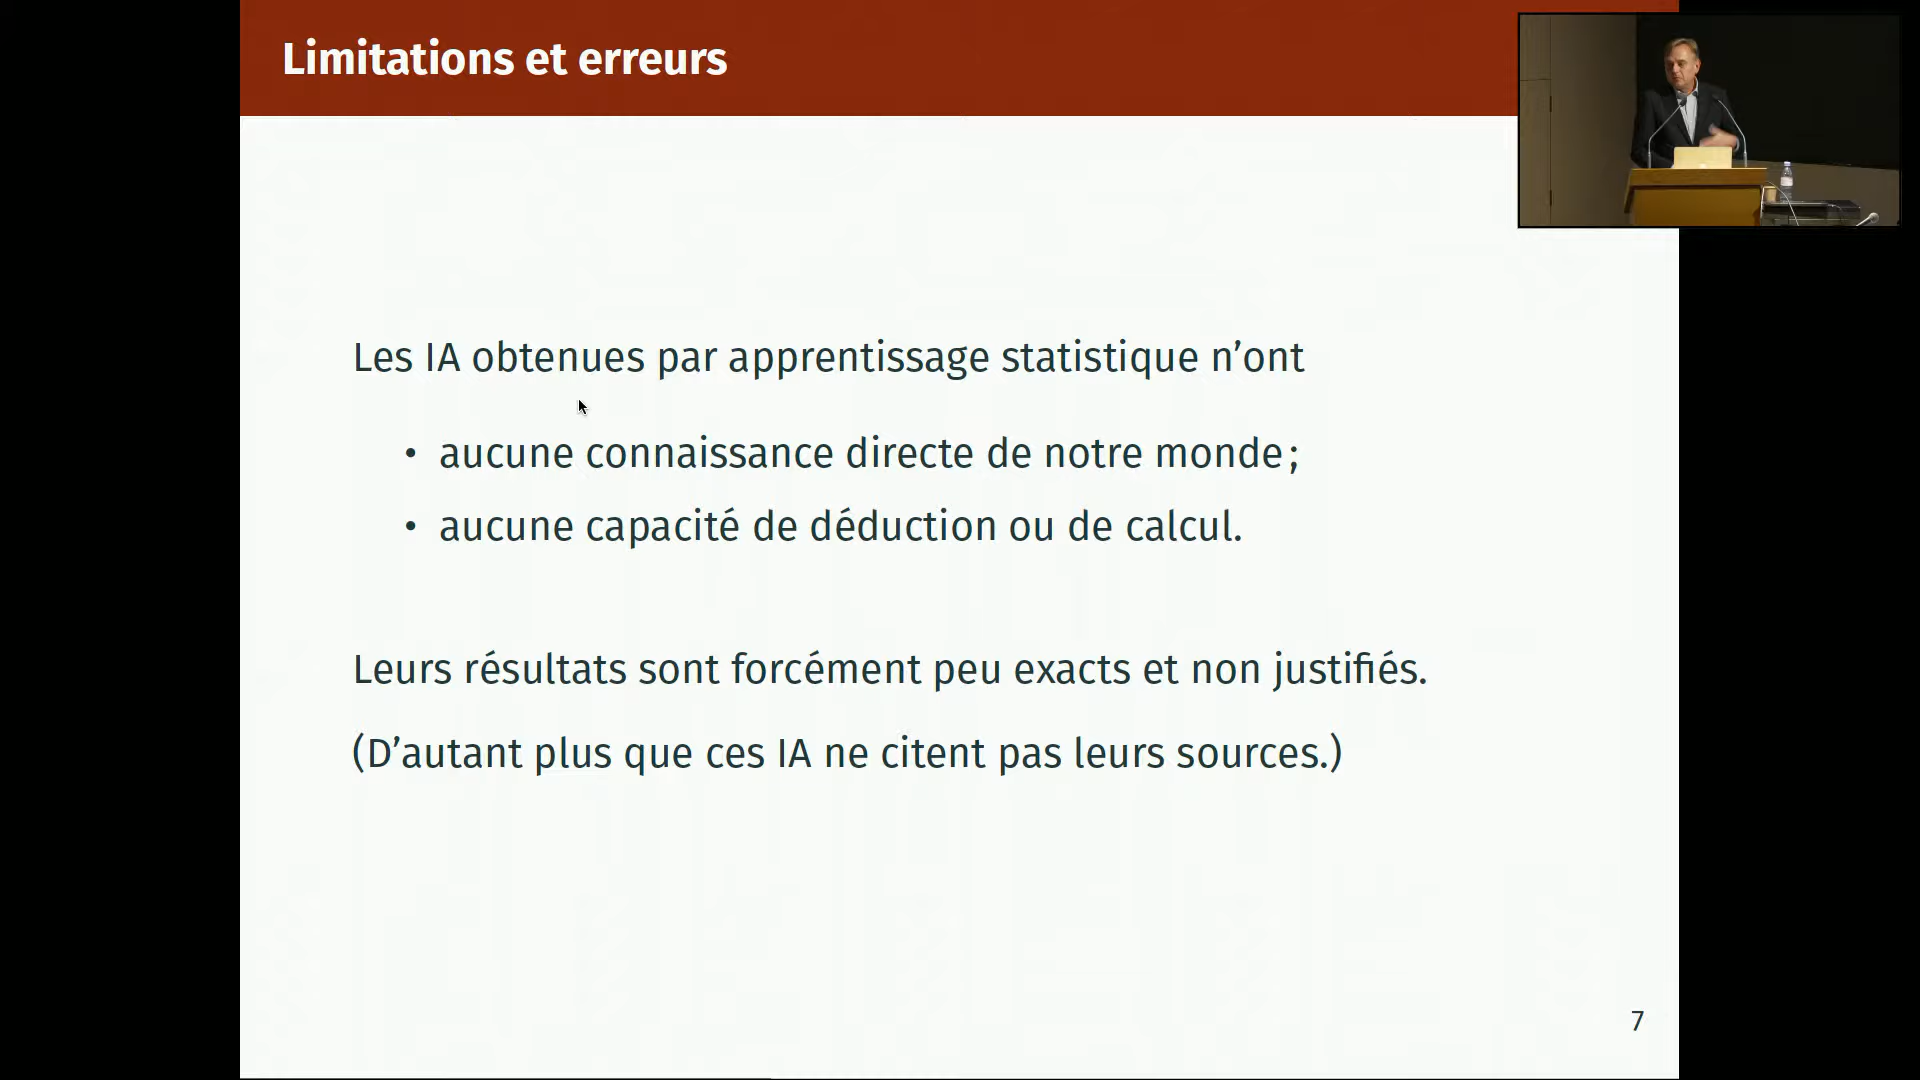 Limitations et erreurs
Les IA obtenues par apprentissage statistique n’ont
• aucune connaissance directe de notre monde ;
• aucune capacité de déduction ou de calcul.
Leurs résultats sont forcément peu exacts et non justifiés.
(D’autant plus que ces IA ne citent pas leurs sources.)
7